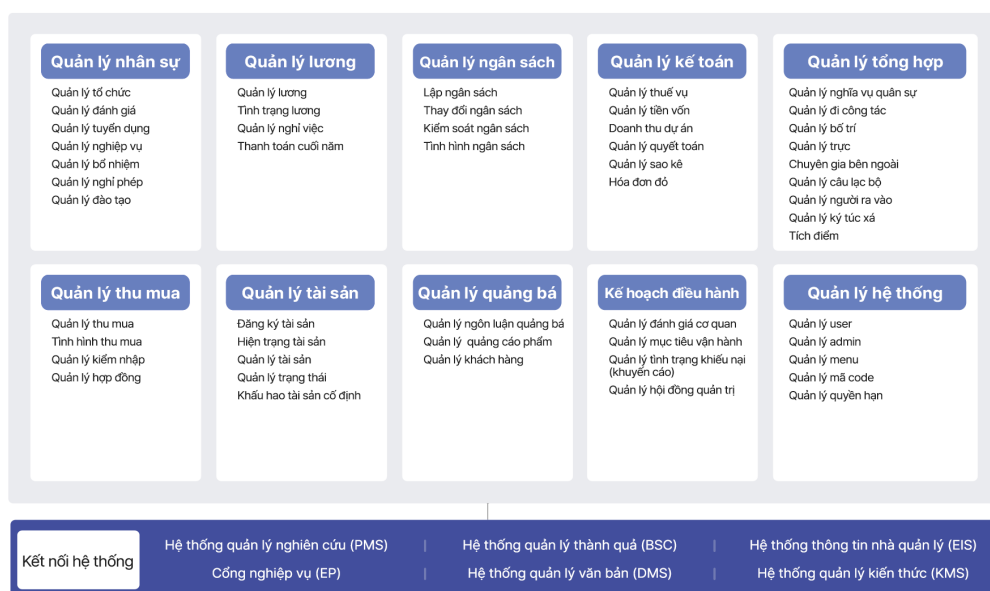 Quản lý nhân sự
Quản lý tổ chức
Quản lý đánh giá
Quản lý tuyển dụng
Quản lý nghiệp vụ
Quản lý bổ nhiệm
Quản lý nghỉ phép
Quản lý đào tạo
Quản lý lương
Quản lý lương
Tình trạng lương
Quản lý nghỉ việc
Thanh toán cuối năm
Quản lý ngân sách
Lập ngân sách
Thay đổi ngân sách
Kiểm soát ngân sách
Tình hình ngân sách
Quản lý kế toán
Quản lý thuế vụ
Quản lý tiền vốn
Doanh thu dự án
Quản lý quyết toán
Quản lý sao kê
Hóa đơn đỏ
Quản lý tổng hợp
Quản lý nghĩa vụ quân sự
Quản lý đi công tác
Quản lý bố trí
Quản lý trực
Chuyên gia bên ngoài
Quản lý câu lạc bộ
Quản lý người ra vào
Quản lý ký túc xá
Tích điểm
Quản lý thu mua
Quản lý thu mua
Tình hình thu mua
Quản lý kiểm nhập
Quản lý hợp đồng
Quản lý tài sản
Đăng ký tài sản
Hiện trạng tài sản
Quản lý tài sản
Quản lý trạng thái
Khấu hao tài sản cố định
Quản lý quảng bá
Quản lý ngôn luận quảng bá
Quản lý quảng cáo phẩm
Quản lý khách hàng
Kế hoạch điều hành
Quản lý đánh giá cơ quan
Quản lý mục tiêu vận hành
Quản lý tình trạng khiếu nại
(khuyến cáo)
Quản lý hội đồng quản trị
Quản lý hệ thống
Quản lý user
Quản lý admin
Quản lý menu
Quản lý mã code
Quản lý quyền hạn
Kết nối hệ thống
Hệ thống quản lý nghiên cứu (PMS) | Hệ thống quản lý thành quả (BSC) | Hệ thống thông tin nhà quản lý (EIS)
Cổng nghiệp vụ (EP) | Hệ thống quản lý văn bản (DMS) | Hệ thống quản lý kiến thức (KMS)